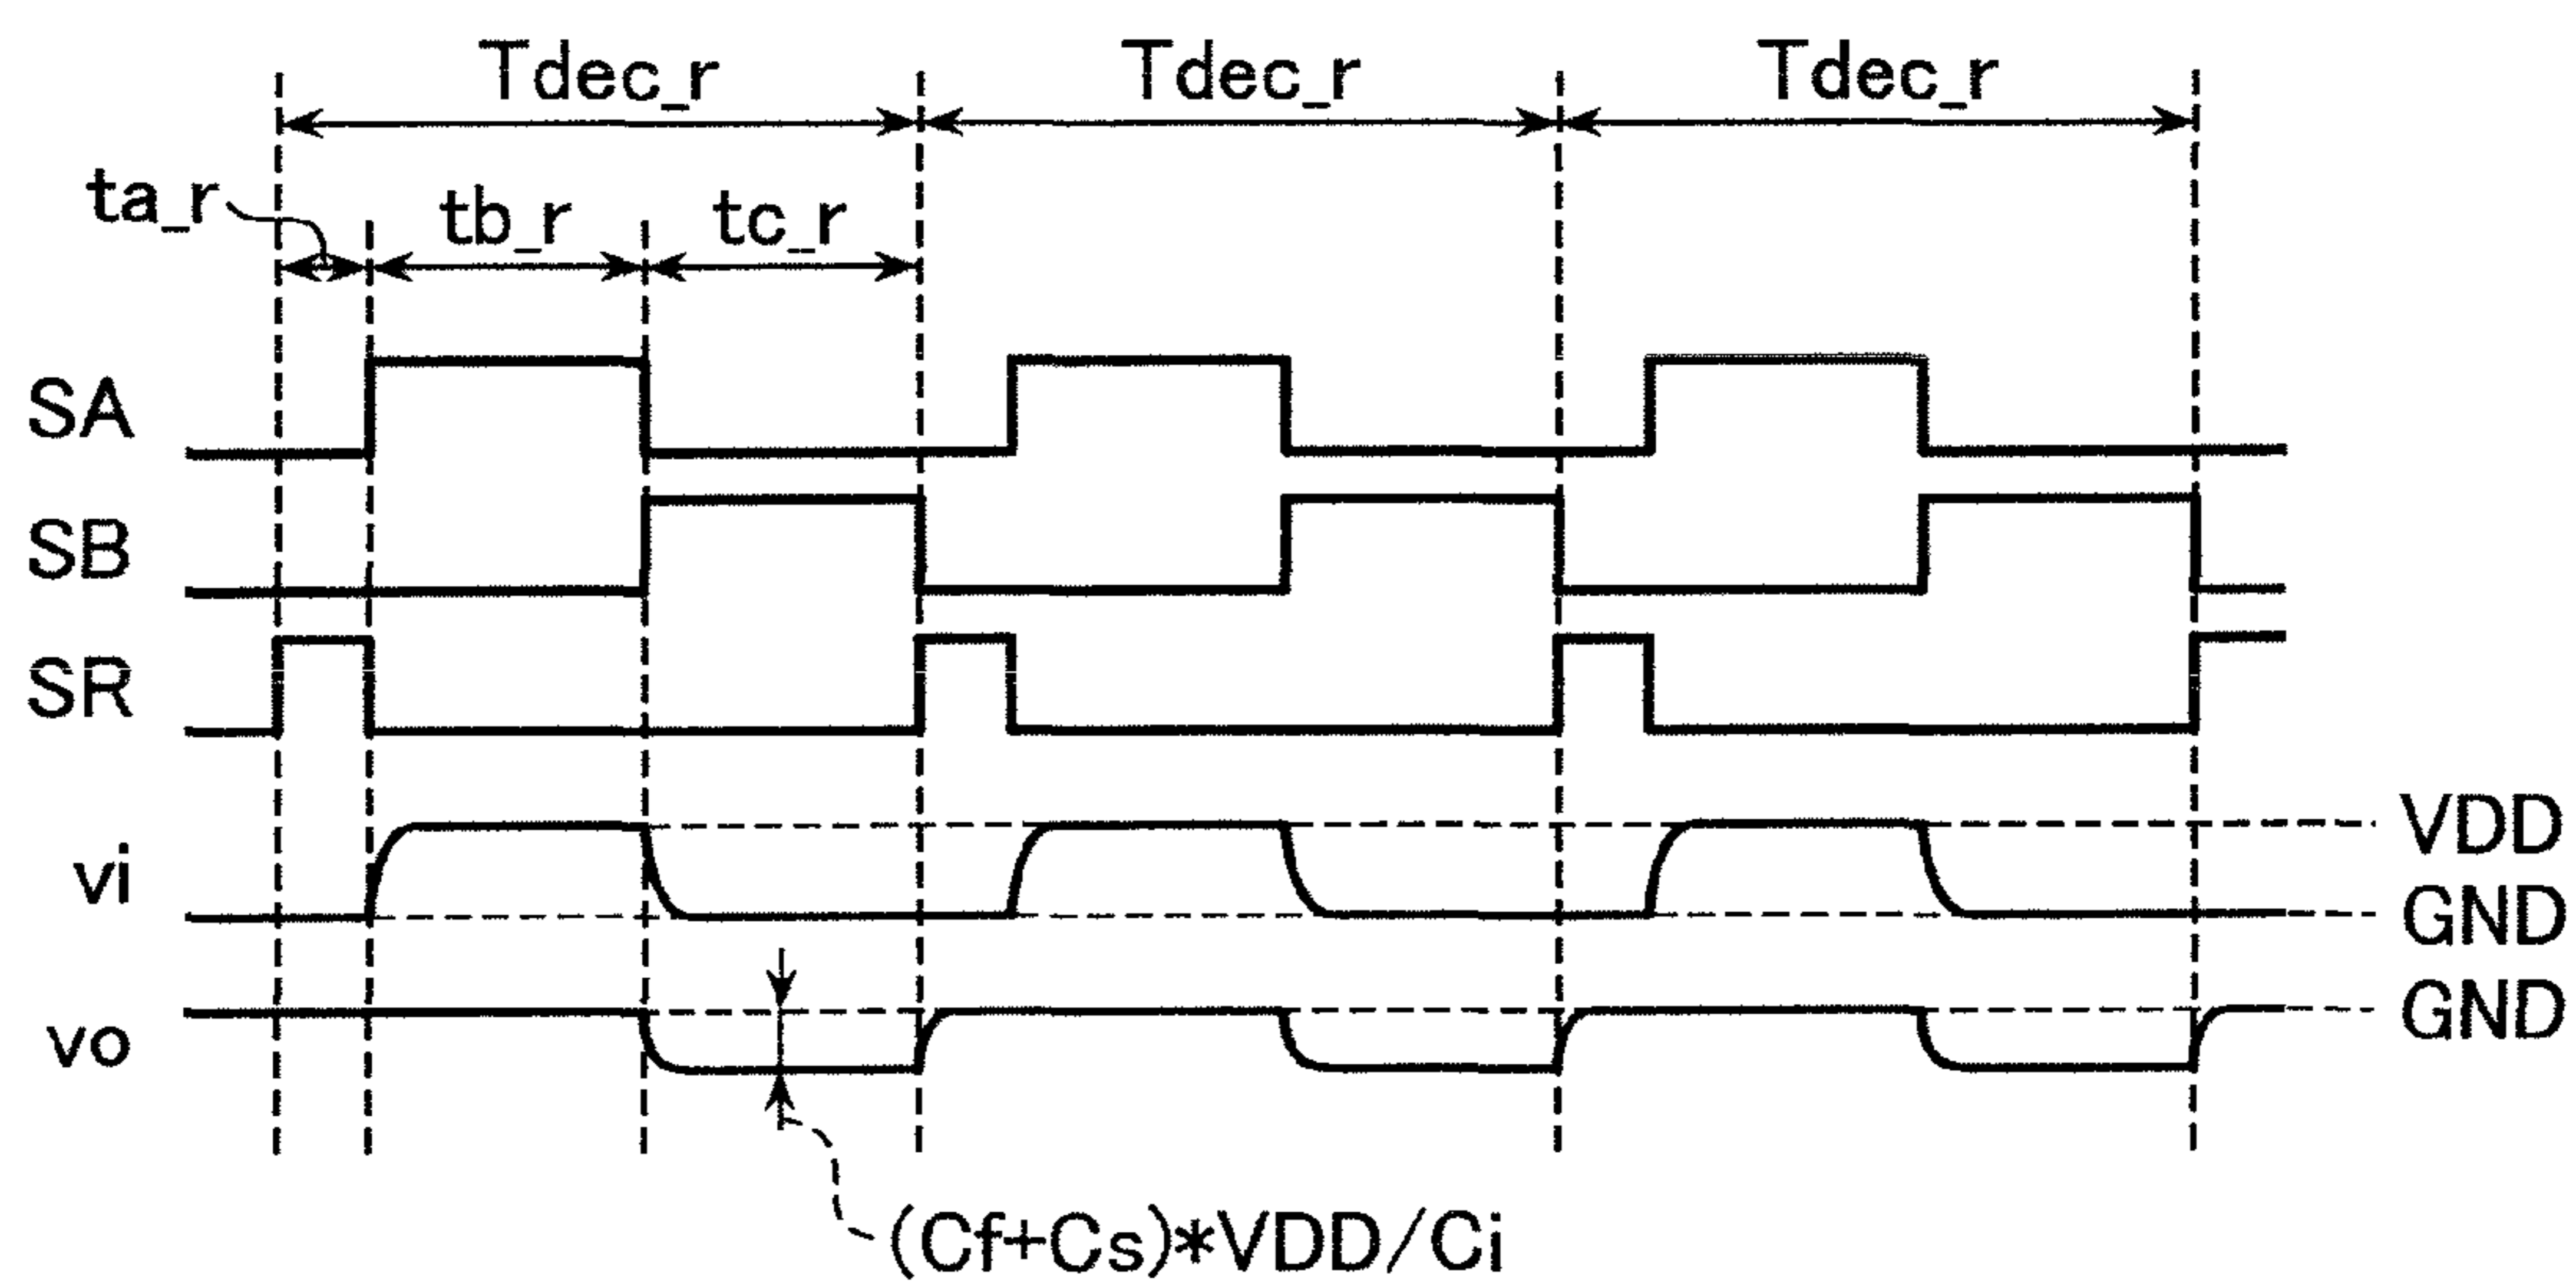 Tdec_r Tdec_r Tdec_r
ta_r tb_r tc_r
SA
SB
SR
vi
VDD
GND
vo
GND
(Cf+Cs)*VDD/Ci